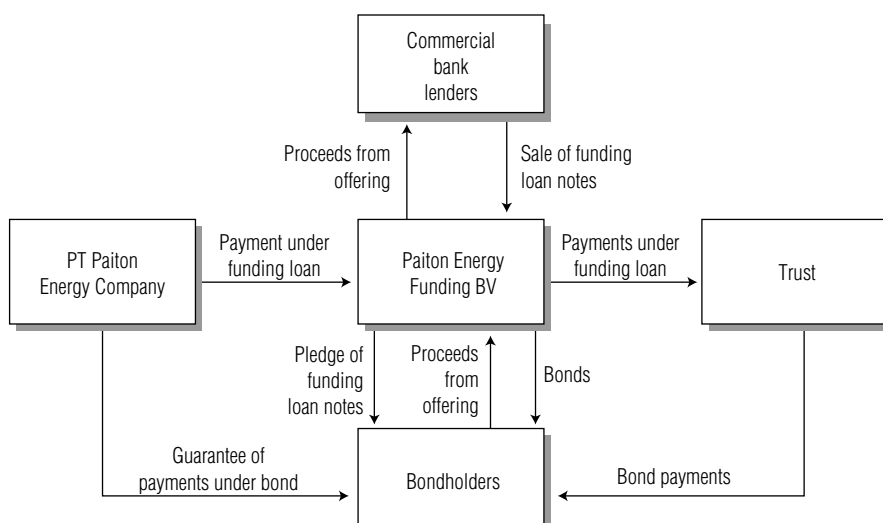 Commercial
bank
lenders
Proceeds from
offering
Sale of funding
loan notes
PT Paiton
Energy Company
Payment under
funding loan
Paiton Energy
Funding BV
Payments under
funding loan
Trust
Pledge of
funding
loan notes
Proceeds
from
offering
Bonds
Guarantee of
payments under bond
Bondholders
Bond payments